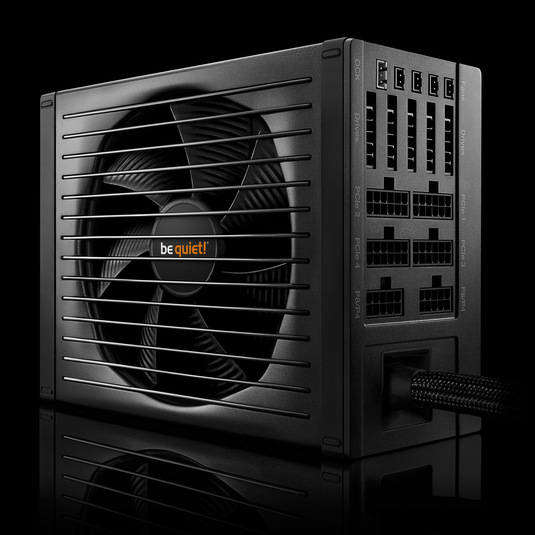 be quiet!
OCK
Fans
Drives
Drives
PCIe 2
PCIe 1
PCIe 4
PCIe 3
P8/P4
P8/P4